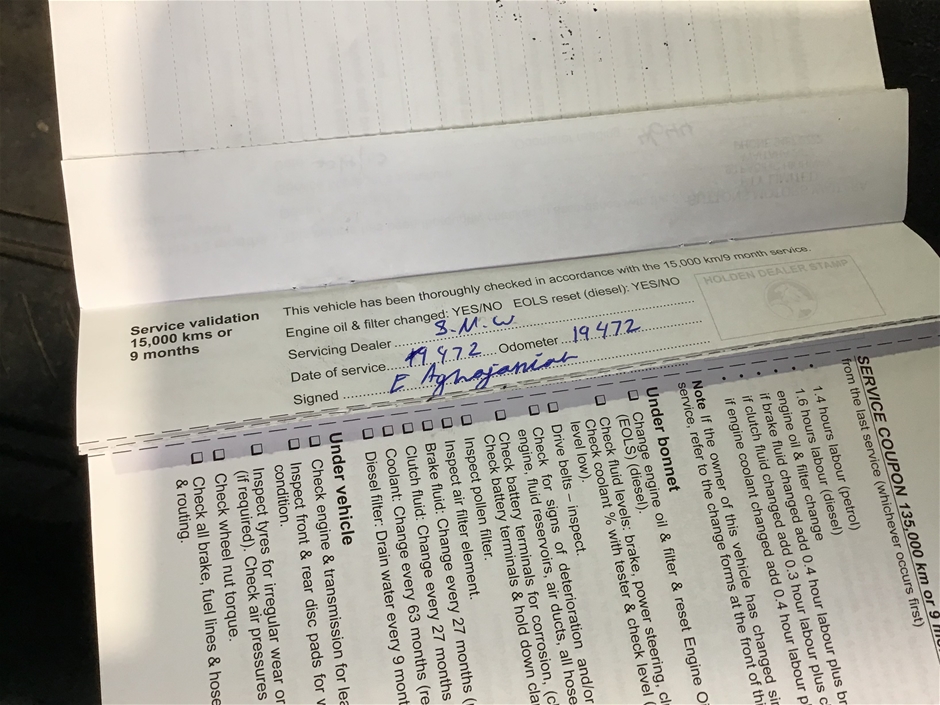 Service validation
15,000 kms or
9 months
This vehicle has been thoroughly checked in accordance with the 15,000 km/9 month service.
Engine oil & filter changed: YES/NO EOLS reset (diesel): YES/NO
Servicing Dealer S.M.W
Date of service 19472 Odometer 19472
Signed E Aghajanian
HOLDEN DEALER STAMP
SERVICE COUPON 135,000 km or 9
from the last service (whichever occurs first)
• 1.4 hours labour (petrol)
1.6 hours labour (diesel)
• engine oil & filter change
• if brake fluid changed add 0.4 hour labour plus
• if clutch fluid changed add 0.3 hour labour plus
• if engine coolant changed add 0.4 hour labour
Note If the owner of this vehicle has changed
service, refer to the change forms at the front of
Under bonnet
❑ Change engine oil & filter & reset Engine
(EOLS) (diesel).
❑ Check fluid levels: brake, power steering,
Check coolant % with tester & check level
level low).
❑ Drive belts – inspect.
❑ Check for signs of deterioration and/or
engine, fluid reservoirs, air ducts, all
❑ Check battery terminals for corrosion,
Check battery terminals & hold down
❑ Inspect pollen filter.
❑ Inspect air filter element.
❑ Brake fluid: Change every 27 months
❑ Clutch fluid: Change every 27 months
❑ Coolant: Change every 63 months
❑ Diesel filter: Drain water every 9
Under vehicle
❑ Check engine & transmission for
❑ Inspect front & rear disc pads for
condition.
❑ Inspect tyres for irregular wear or
(if required). Check air pressures
❑ Check wheel nut torque.
❑ Check all brake, fuel lines &
& routing.